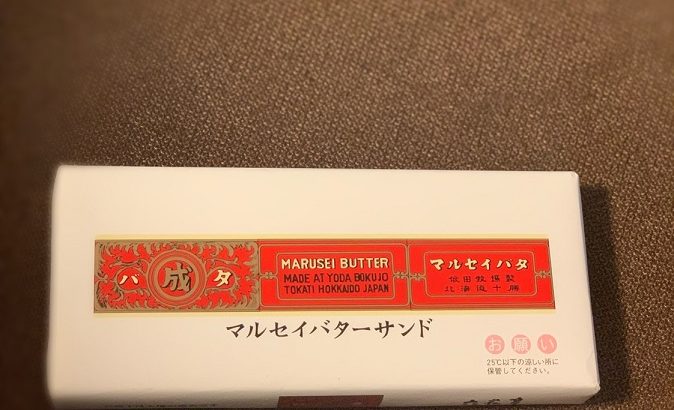 バ成タ
MARUSEI BUTTER
MADE AT YODA BOKUJO
TOKATI HOKKAIDO JAPAN
マルセイバタ
依田牧場製
北海道十勝
マルセイバターサンド
お願い
25℃以下の涼しい所に
保管してください。